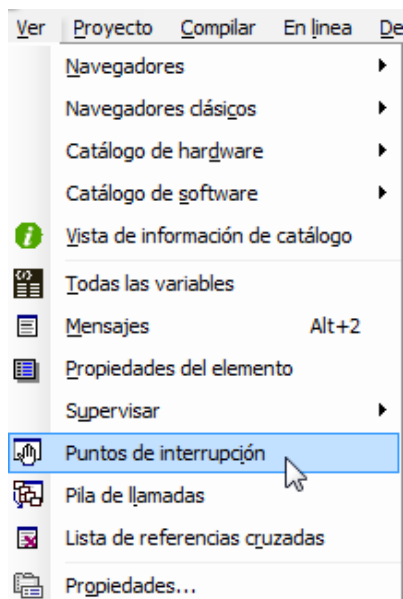 Ver Proyecto Compilar En linea De
Navegadores
Navegadores clásicos
Catálogo de hardware
Catálogo de software
Vista de información de catálogo
Todas las variables
Mensajes Alt+2
Propiedades del elemento
Supervisar
Puntos de interrupción
Pila de llamadas
Lista de referencias cruzadas
Propiedades...